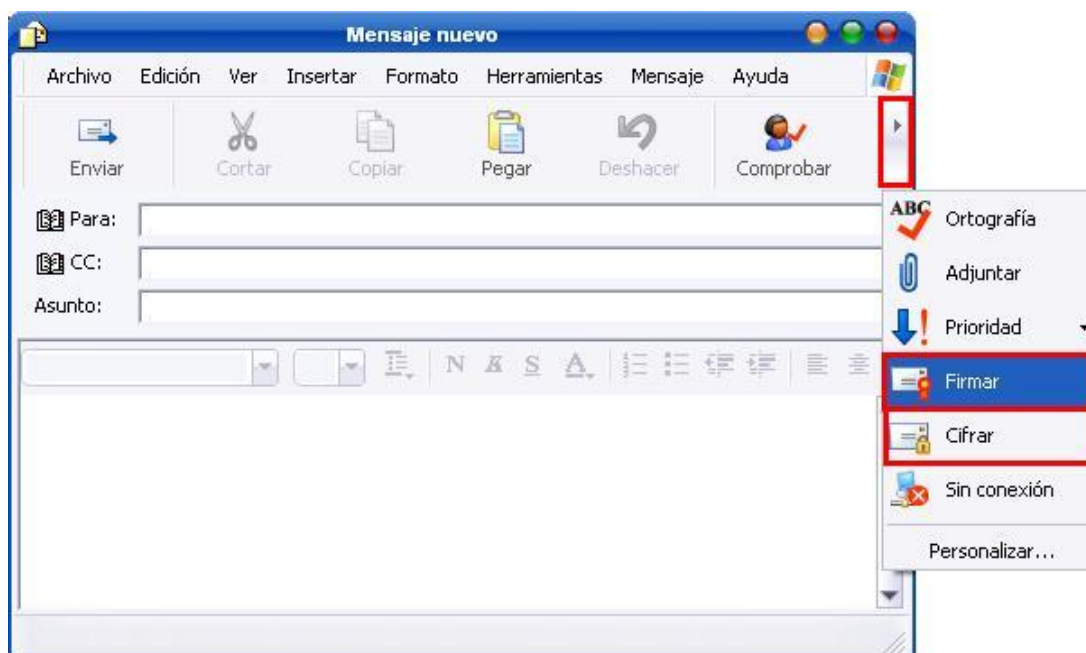 Mensaje nuevo
Archivo Edición Ver Insertar Formato Herramientas Mensaje Ayuda
Enviar Cortar Copiar Pegar Deshacer Comprobar
Para:
CC:
Asunto:
N K S A
ABC Ortografía
Adjuntar
Prioridad
Firmar
Cifrar
Sin conexión
Personalizar...